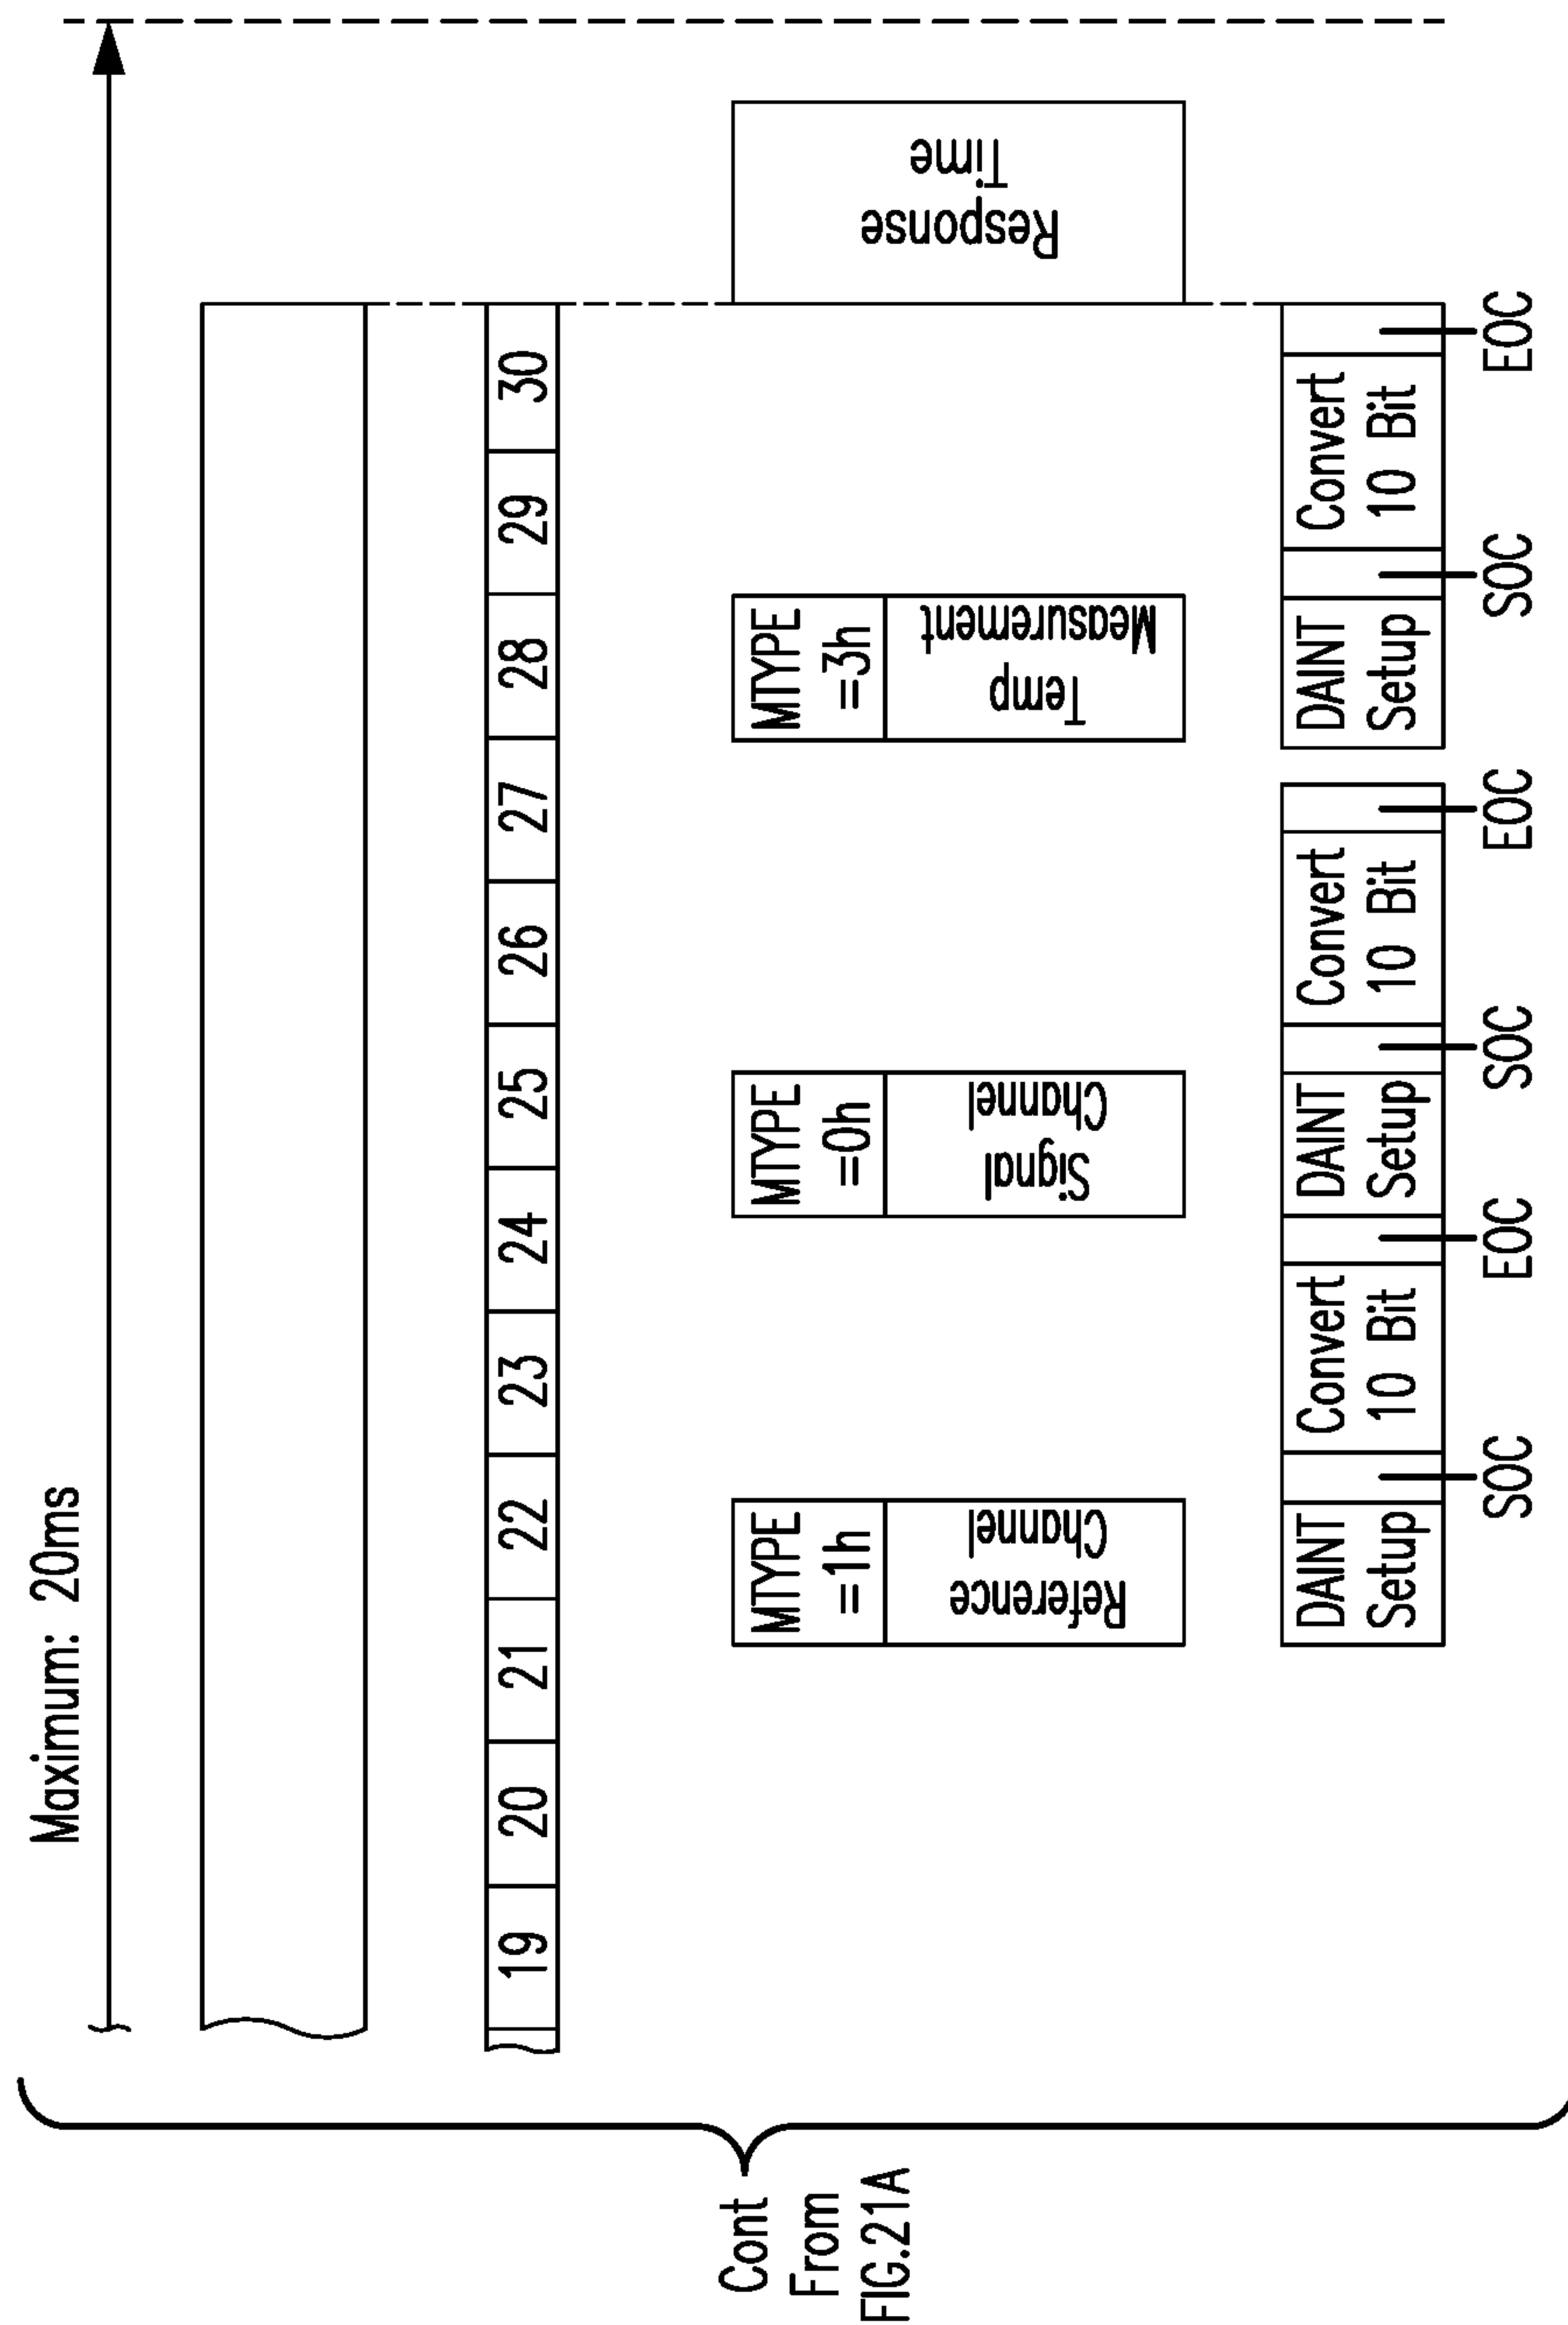 Maximum: 20ms
19 20 21 22 23 24 25 26 27 28 29 30
MTYPE
=1h
Reference
Channel
MTYPE
=0h
Signal
Channel
MTYPE
=3h
Temp
Measurement
Response
Time
DAINT
Setup
Convert
10 Bit
DAINT
Setup
Convert
10 Bit
DAINT
Setup
Convert
10 Bit
SOC EOC SOC EOC SOC EOC
Cont
From
FIG.21A